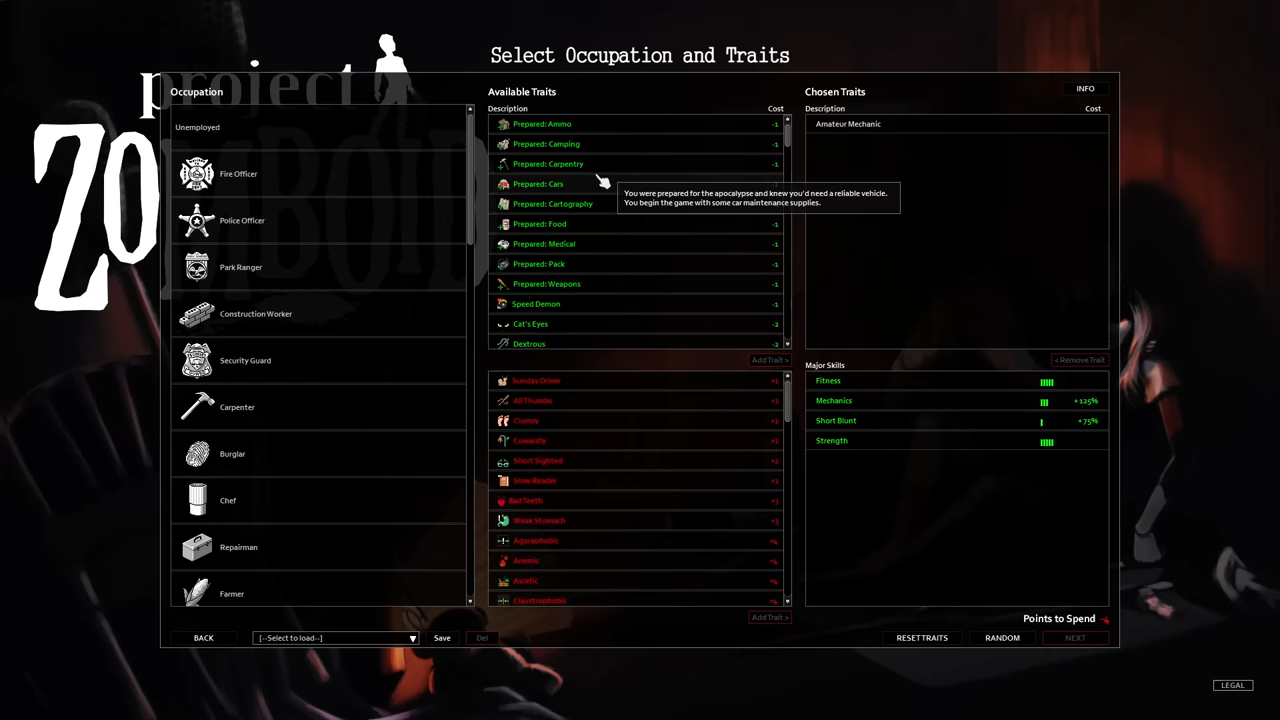 project
ZOMBOID
Select Occupation and Traits
Occupation
Available Traits
Chosen Traits
INFO
Description Cost
Description Cost
Unemployed
Fire Officer
Police Officer
Park Ranger
Construction Worker
Security Guard
Carpenter
Burglar
Chef
Repairman
Farmer
Prepared: Ammo -1
Prepared: Camping -1
Prepared: Carpentry -1
Prepared: Cars
Prepared: Cartography
Prepared: Food -1
Prepared: Medical -1
Prepared: Pack -1
Prepared: Weapons -1
Speed Demon -1
Cat's Eyes -2
Dextrous -2
You were prepared for the apocalypse and knew you'd need a reliable vehicle.
You begin the game with some car maintenance supplies.
Add Trait >
Sunday Driver
All Thumbs
Clumsy
Cowardly
Short Sighted
Slow Reader
Bad Teeth
Weak Stomach
Agoraphobic
Anemic
Ascetic
Claustrophobic
Add Trait >
Amateur Mechanic
< Remove Trait
Major Skills
Fitness
Mechanics +125%
Short Blunt +75%
Strength
Points to Spend
BACK
[--Select to load--]
Save
Del
RESET TRAITS
RANDOM
NEXT
LEGAL